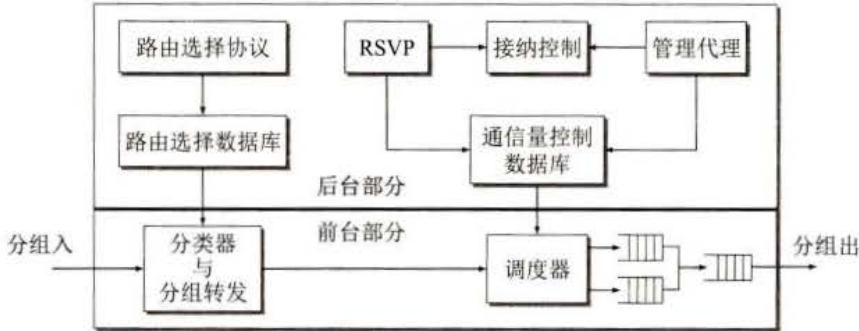 路由选择协议
RSVP
接纳控制
管理代理
路由选择数据库
通信量控制
数据库
后台部分
分组入
分类器
与
分组转发
前台部分
调度器
分组出